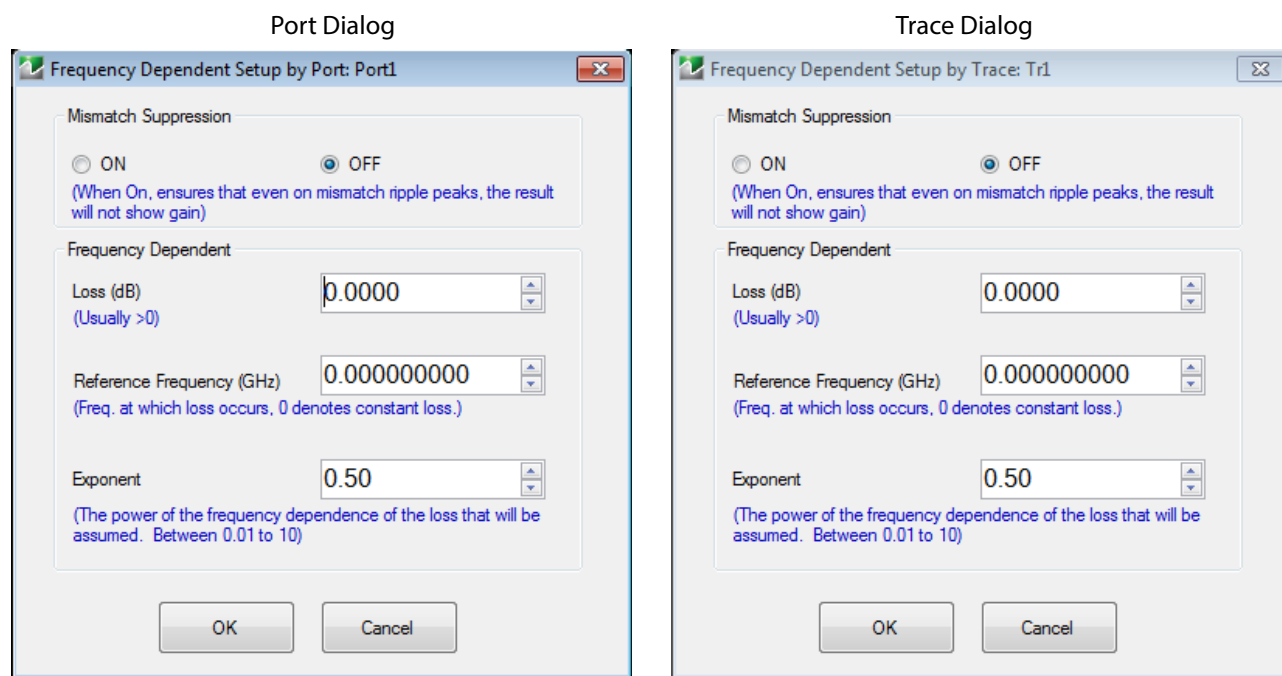 Port Dialog
Frequency Dependent Setup by Port: Port1
Mismatch Suppression
ON
OFF
(When On, ensures that even on mismatch ripple peaks, the result
will not show gain)
Frequency Dependent
Loss (dB)
0.0000
(Usually >0)
Reference Frequency (GHz)
0.000000000
(Freq. at which loss occurs, 0 denotes constant loss.)
Exponent
0.50
(The power of the frequency dependence of the loss that will be
assumed. Between 0.01 to 10)
OK
Cancel
Trace Dialog
Frequency Dependent Setup by Trace: Tr1
Mismatch Suppression
ON
OFF
(When On, ensures that even on mismatch ripple peaks, the result
will not show gain)
Frequency Dependent
Loss (dB)
0.0000
(Usually >0)
Reference Frequency (GHz)
0.000000000
(Freq. at which loss occurs, 0 denotes constant loss.)
Exponent
0.50
(The power of the frequency dependence of the loss that will be
assumed. Between 0.01 to 10)
OK
Cancel